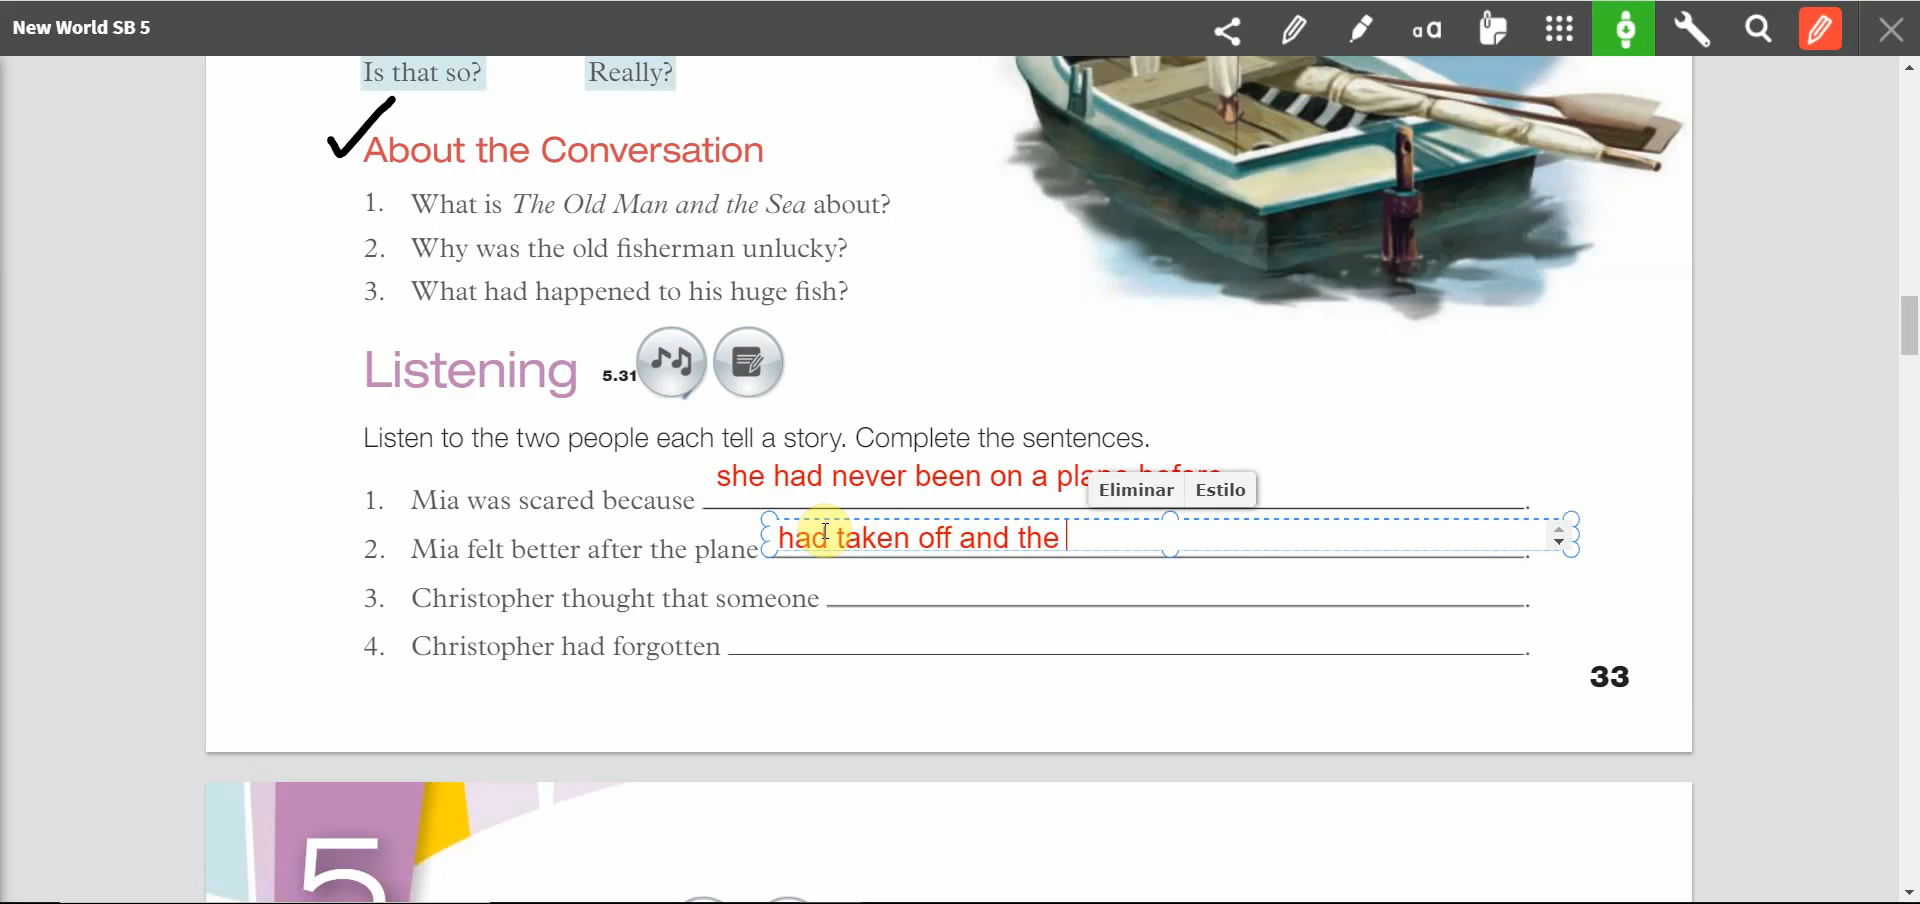 New World SB 5
aa
Is that so? Really?
About the Conversation
1. What is The Old Man and the Sea about?
2. Why was the old fisherman unlucky?
3. What had happened to his huge fish?
Listening 5.31
Listen to the two people each tell a story. Complete the sentences.
she had never been on a plane before
1. Mia was scared because .
Eliminar Estilo
had taken off and the
2. Mia felt better after the plane .
3. Christopher thought that someone .
4. Christopher had forgotten .
33
5